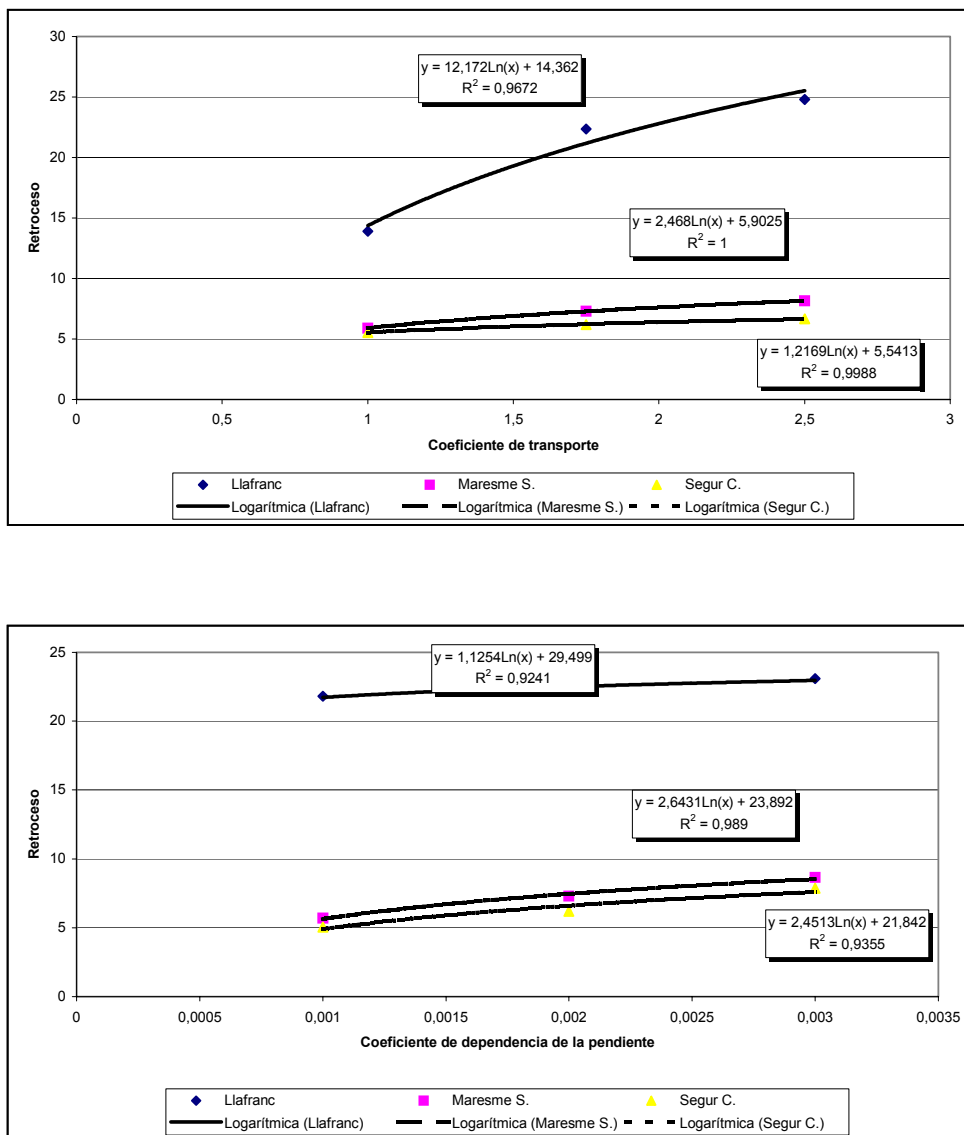 30
25
20
15
10
5
0
Retroceso
y = 12,172Ln(x) + 14,362
R² = 0,9672
y = 2,468Ln(x) + 5,9025
R² = 1
y = 1,2169Ln(x) + 5,5413
R² = 0,9988
0 0,5 1 1,5 2 2,5 3
Coeficiente de transporte
Llafranc Maresme S. Segur C.
Logarítmica (Llafranc) Logarítmica (Maresme S.) Logarítmica (Segur C.)
25
20
15
10
5
0
Retroceso
y = 1,1254Ln(x) + 29,499
R² = 0,9241
y = 2,6431Ln(x) + 23,892
R² = 0,989
y = 2,4513Ln(x) + 21,842
R² = 0,9355
0 0,0005 0,001 0,0015 0,002 0,0025 0,003 0,0035
Coeficiente de dependencia de la pendiente
Llafranc Maresme S. Segur C.
Logarítmica (Llafranc) Logarítmica (Maresme S.) Logarítmica (Segur C.)